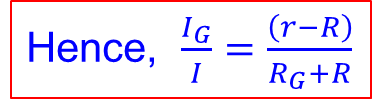 Hence, I_G/I = (r−R)/(R_G+R)